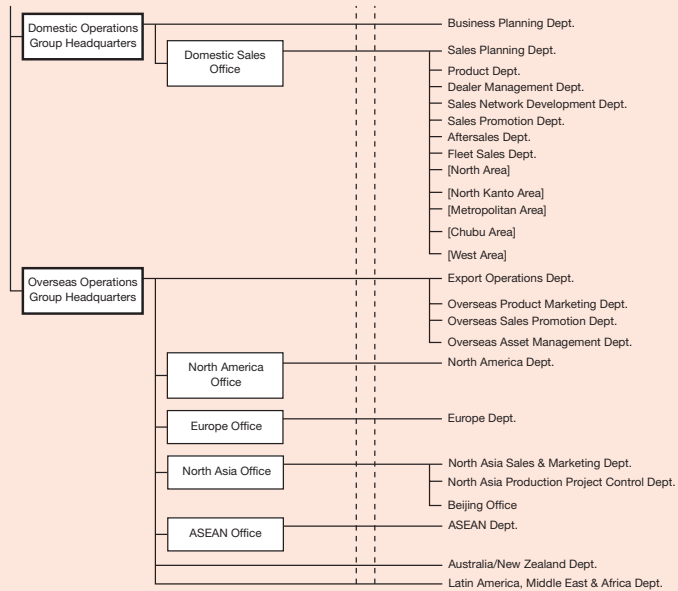 Domestic Operations
Group Headquarters
Business Planning Dept.
Domestic Sales
Office
Sales Planning Dept.
Product Dept.
Dealer Management Dept.
Sales Network Development Dept.
Sales Promotion Dept.
Aftersales Dept.
Fleet Sales Dept.
[North Area]
[North Kanto Area]
[Metropolitan Area]
[Chubu Area]
[West Area]
Overseas Operations
Group Headquarters
Export Operations Dept.
Overseas Product Marketing Dept.
Overseas Sales Promotion Dept.
Overseas Asset Management Dept.
North America
Office
North America Dept.
Europe Office
Europe Dept.
North Asia Office
North Asia Sales & Marketing Dept.
North Asia Production Project Control Dept.
Beijing Office
ASEAN Office
ASEAN Dept.
Australia/New Zealand Dept.
Latin America, Middle East & Africa Dept.